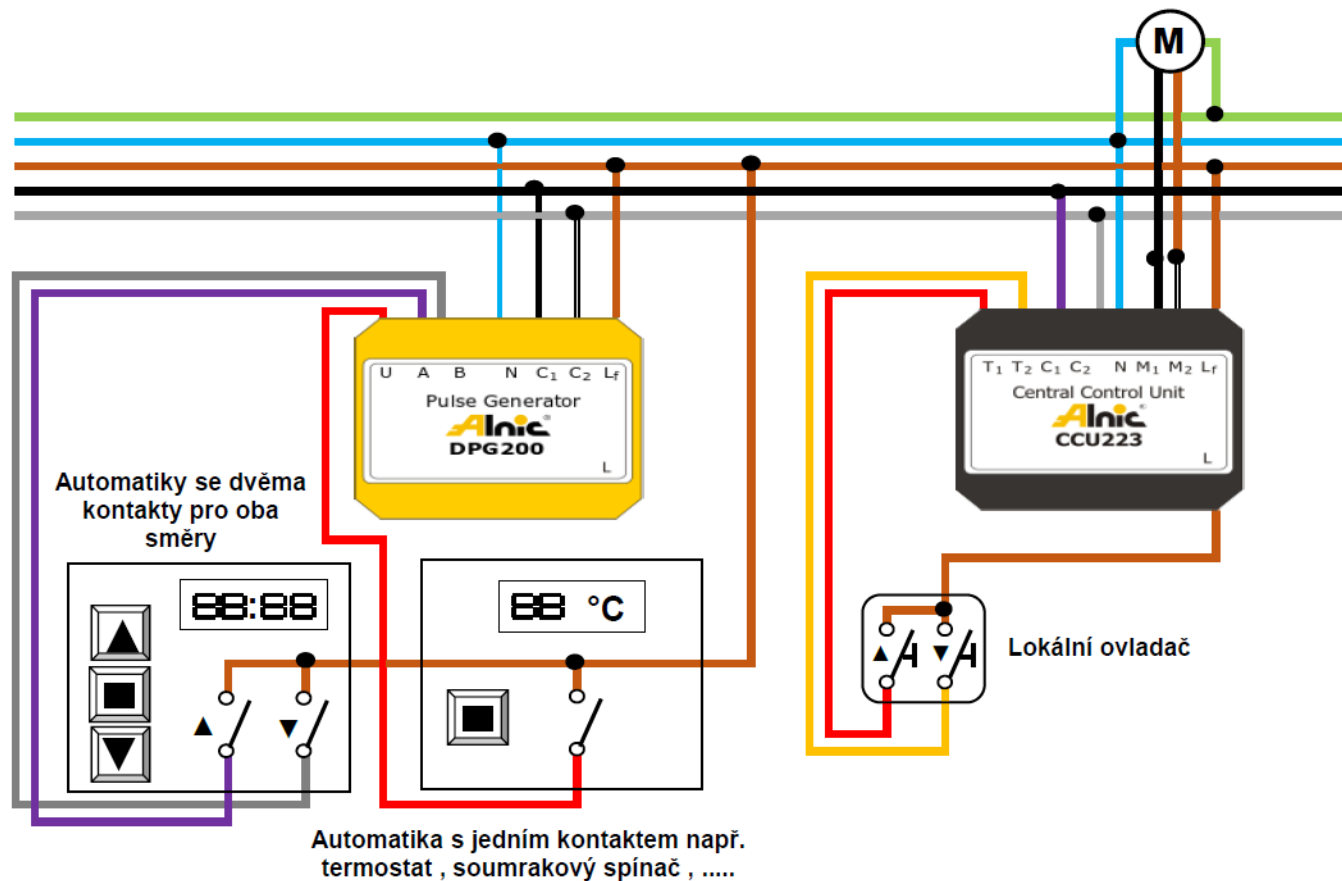 M
U A B N C₁ C₂ Lf
Pulse Generator
Alnic®
DPG200
L
T₁ T₂ C₁ C₂ N M₁ M₂ Lf
Central Control Unit
Alnic®
CCU223
L
Automatiky se dvěma
kontakty pro oba
směry
88:88
▲
■
▼
▲ ▼
88 °C
■
▲ ▼
Lokální ovladač
Automatika s jedním kontaktem např.
termostat , soumrakový spínač , .....